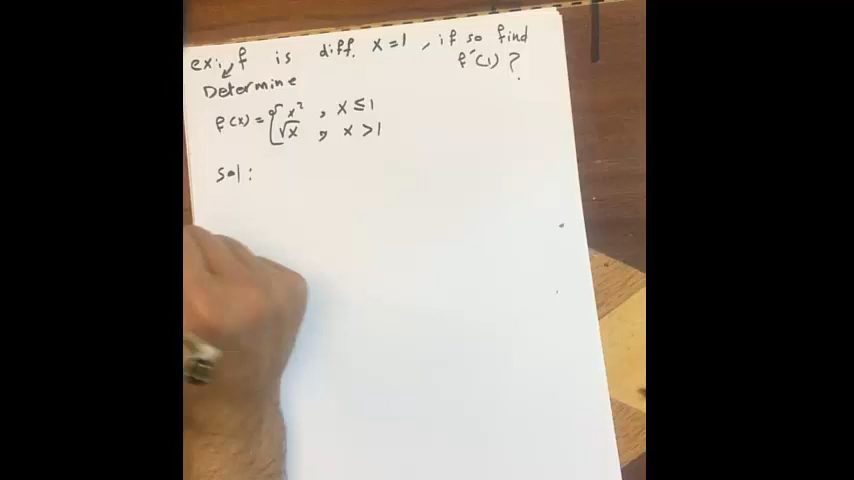 ex: f is diff. x=1 , if so find
Determine f'(1) ?
f(x) = { x² , x ≤ 1
√x , x > 1
sol :